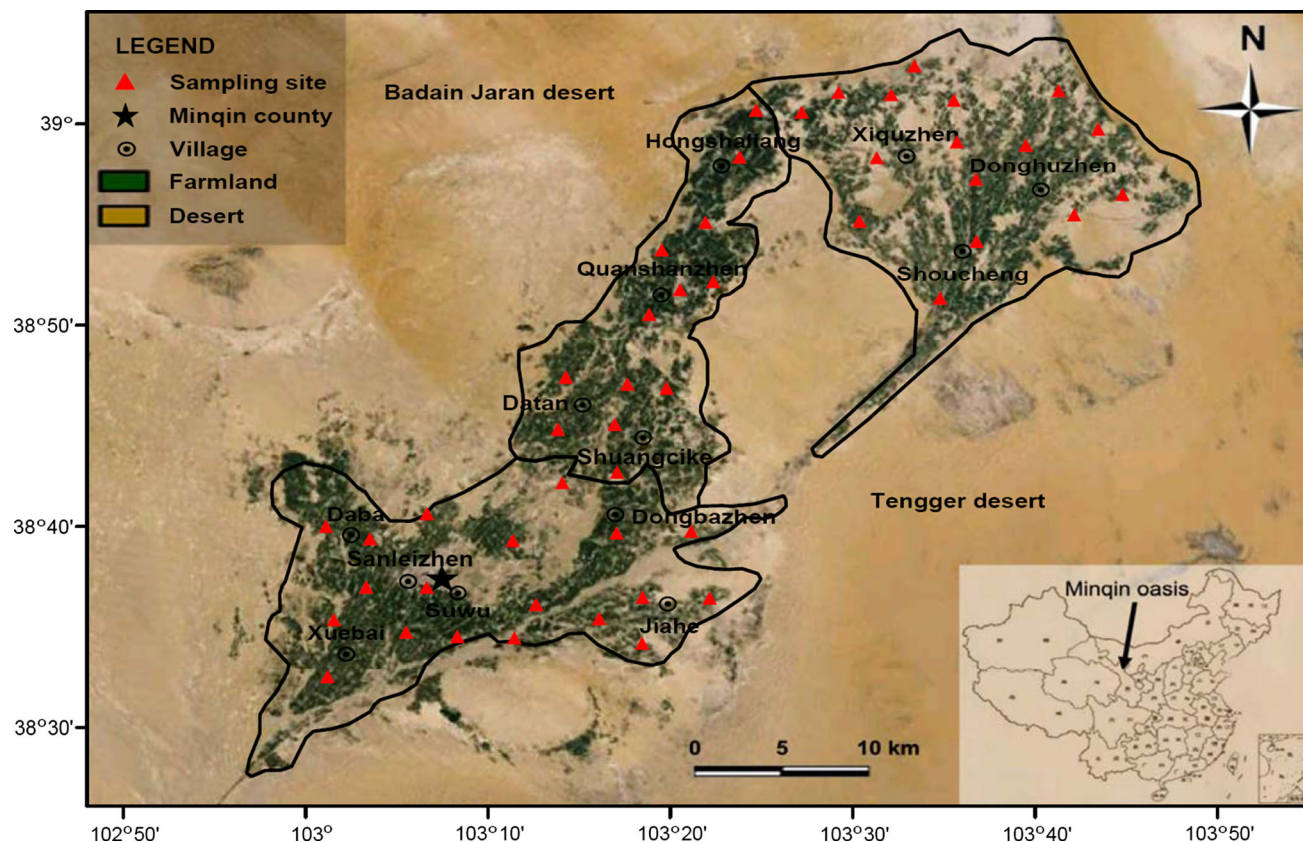 LEGEND
Sampling site
Minqin county
Village
Farmland
Desert
Badain Jaran desert
N
Hongshaliang
Xiquzhen
Donghuzhen
Quanshanzhen
Shoucheng
Datan
Shuangcike
Tengger desert
Daba
Dongbazhen
Sanleizhen
Suwu
Xuebai
Jiahe
Minqin oasis
0 5 10 km
39°
38°50'
38°40'
38°30'
102°50' 103° 103°10' 103°20' 103°30' 103°40' 103°50'